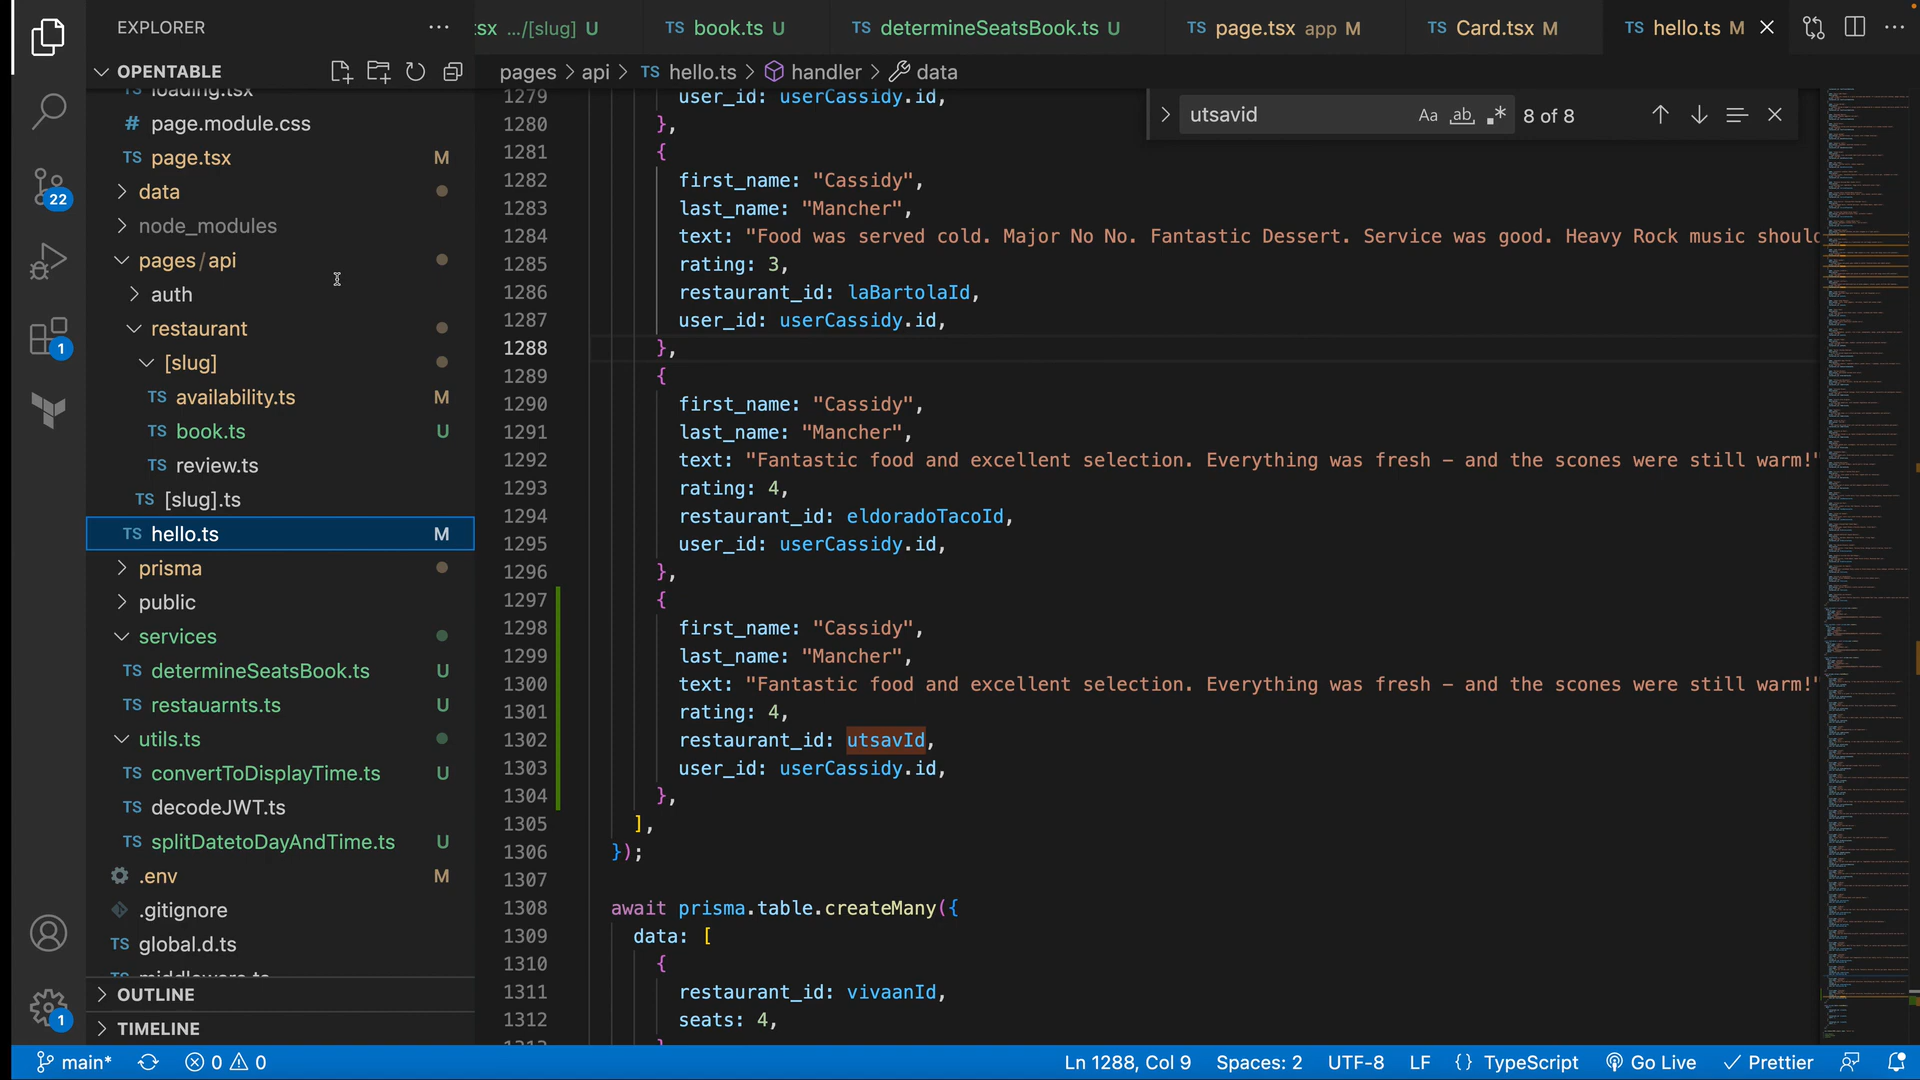 EXPLORER
tsx .../[slug] U
TS book.ts U
TS determineSeatsBook.ts U
TS page.tsx app M
TS Card.tsx M
TS hello.ts M
OPENTABLE
pages > api > TS hello.ts > handler > data
utsavid
Aa ab .* 8 of 8
TS loading.tsx
# page.module.css
TS page.tsx M
data
node_modules
pages / api
auth
restaurant
[slug]
TS availability.ts M
TS book.ts U
TS review.ts
TS [slug].ts
TS hello.ts M
prisma
public
services
TS determineSeatsBook.ts U
TS restauarnts.ts U
utils.ts
TS convertToDisplayTime.ts U
TS decodeJWT.ts
TS splitDatetoDayAndTime.ts U
.env M
.gitignore
TS global.d.ts
TS middleware.ts
OUTLINE
TIMELINE
22
1
1
1279 user_id: userCassidy.id,
1280 },
1281 {
1282 first_name: "Cassidy",
1283 last_name: "Mancher",
1284 text: "Food was served cold. Major No No. Fantastic Dessert. Service was good. Heavy Rock music shoul
1285 rating: 3,
1286 restaurant_id: laBartolaId,
1287 user_id: userCassidy.id,
1288 },
1289 {
1290 first_name: "Cassidy",
1291 last_name: "Mancher",
1292 text: "Fantastic food and excellent selection. Everything was fresh – and the scones were still warm!"
1293 rating: 4,
1294 restaurant_id: eldoradoTacoId,
1295 user_id: userCassidy.id,
1296 },
1297 {
1298 first_name: "Cassidy",
1299 last_name: "Mancher",
1300 text: "Fantastic food and excellent selection. Everything was fresh – and the scones were still warm!"
1301 rating: 4,
1302 restaurant_id: utsavId,
1303 user_id: userCassidy.id,
1304 },
1305 ],
1306 });
1307
1308 await prisma.table.createMany({
1309 data: [
1310 {
1311 restaurant_id: vivaanId,
1312 seats: 4,
1313 }
main* 0 0
Ln 1288, Col 9 Spaces: 2 UTF-8 LF {} TypeScript Go Live Prettier